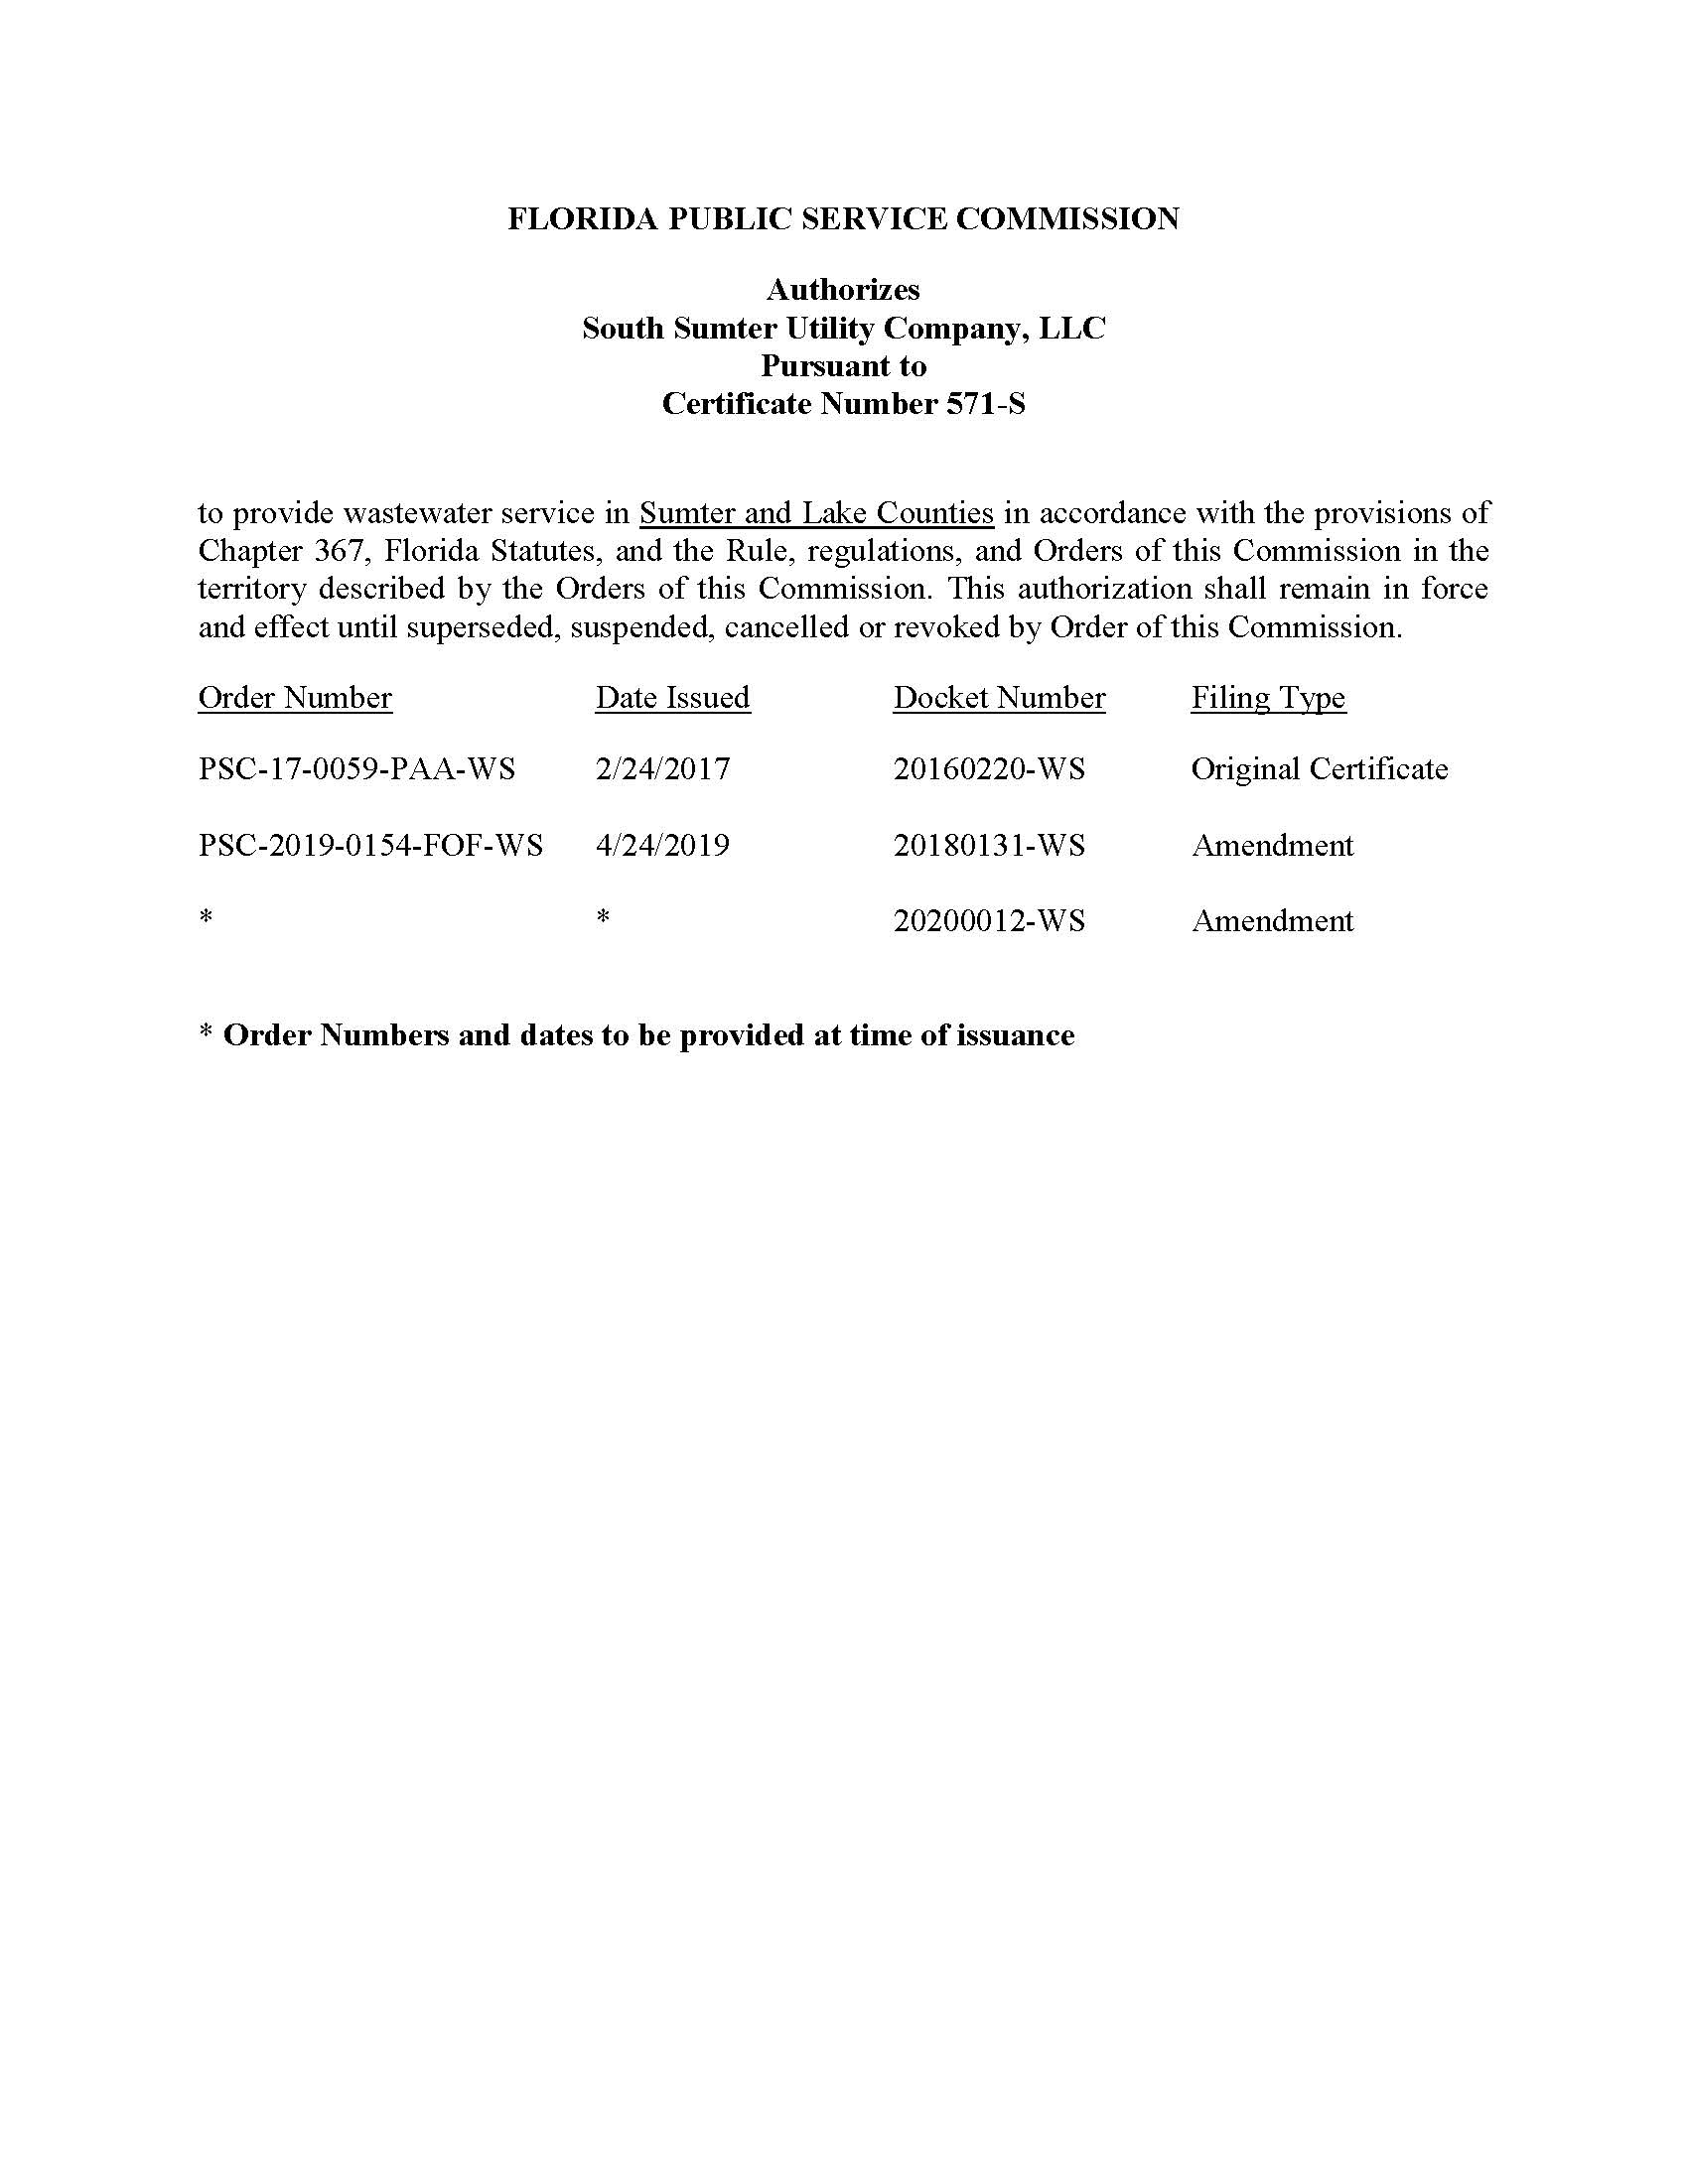 FLORIDA PUBLIC SERVICE COMMISSION
Authorizes
South Sumter Utility Company, LLC
Pursuant to
Certificate Number 571-S
to provide wastewater service in Sumter and Lake Counties in accordance with the provisions of
Chapter 367, Florida Statutes, and the Rule, regulations, and Orders of this Commission in the
territory described by the Orders of this Commission. This authorization shall remain in force
and effect until superseded, suspended, cancelled or revoked by Order of this Commission.
Order Number Date Issued Docket Number Filing Type
PSC-17-0059-PAA-WS 2/24/2017 20160220-WS Original Certificate
PSC-2019-0154-FOF-WS 4/24/2019 20180131-WS Amendment
* * 20200012-WS Amendment
* Order Numbers and dates to be provided at time of issuance